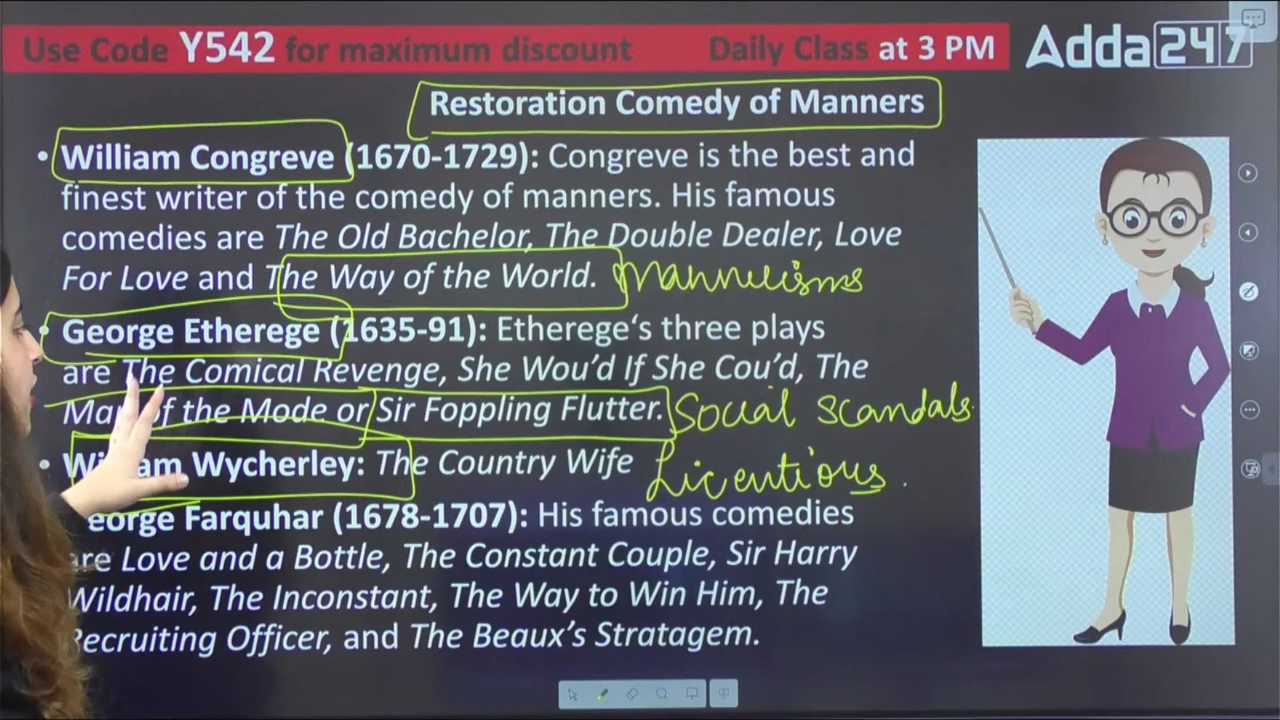 Use Code Y542 for maximum discount Daily Class at 3 PM Adda247
Restoration Comedy of Manners
• William Congreve (1670-1729): Congreve is the best and
finest writer of the comedy of manners. His famous
comedies are The Old Bachelor, The Double Dealer, Love
For Love and The Way of the World. Mannerisms
• George Etherege (1635-91): Etherege's three plays
are The Comical Revenge, She Wou'd If She Cou'd, The
Man of the Mode or Sir Foppling Flutter. Social scandals.
• William Wycherley: The Country Wife Licentious.
eorge Farquhar (1678-1707): His famous comedies
are Love and a Bottle, The Constant Couple, Sir Harry
Wildhair, The Inconstant, The Way to Win Him, The
Recruiting Officer, and The Beaux's Stratagem.